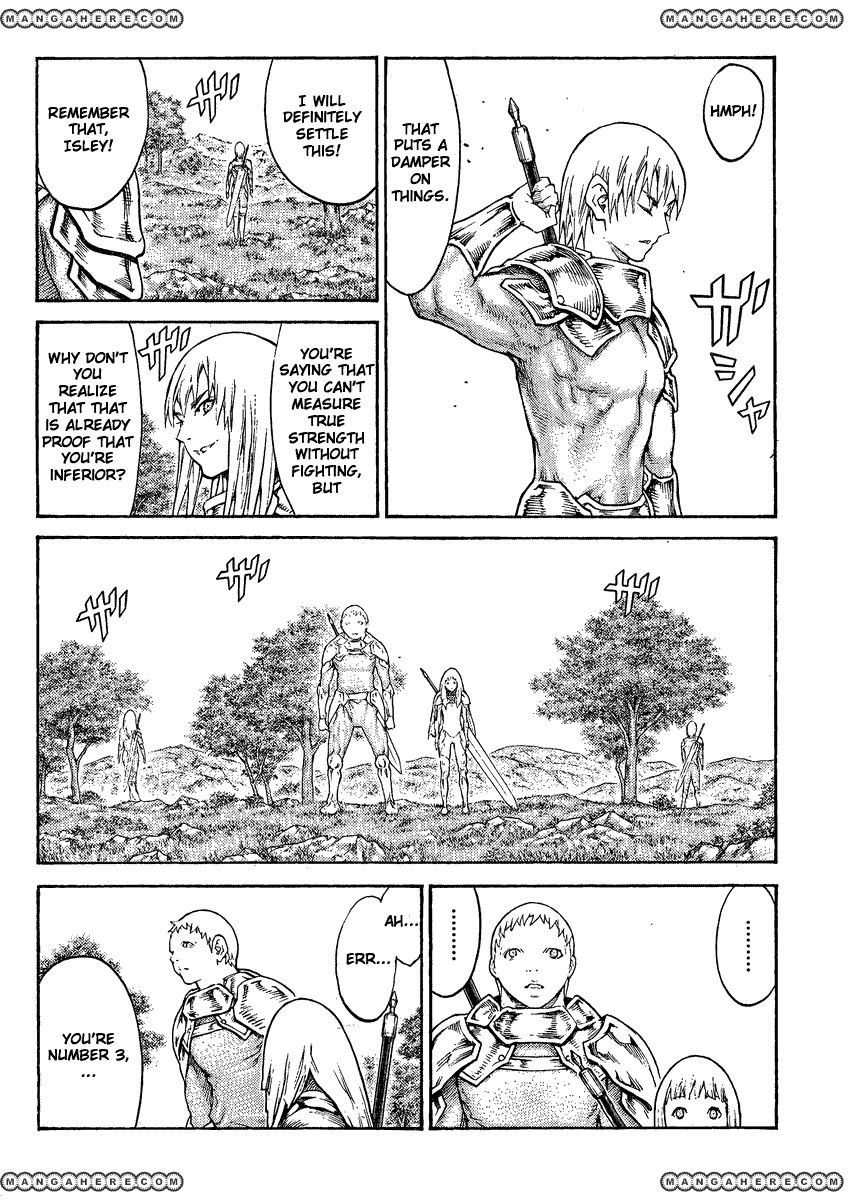 MANGAHERE.COM
MANGAHERE.COM
HMPH!
THAT
PUTS A
DAMPER
ON
THINGS.
ザッ
ガシャ
I WILL
DEFINITELY
SETTLE
THIS!
REMEMBER
THAT,
ISLEY!
ザッ
YOU'RE
SAYING THAT
YOU CAN'T
MEASURE
TRUE
STRENGTH
WITHOUT
FIGHTING,
BUT
WHY DON'T
YOU
REALIZE
THAT THAT
IS ALREADY
PROOF THAT
YOU'RE
INFERIOR?
ザッ
ザッ
ザッ
ザッ
.........
.........
AH...
ERR...
YOU'RE
NUMBER 3,
...
MANGAHERE.COM
MANGAHERE.COM